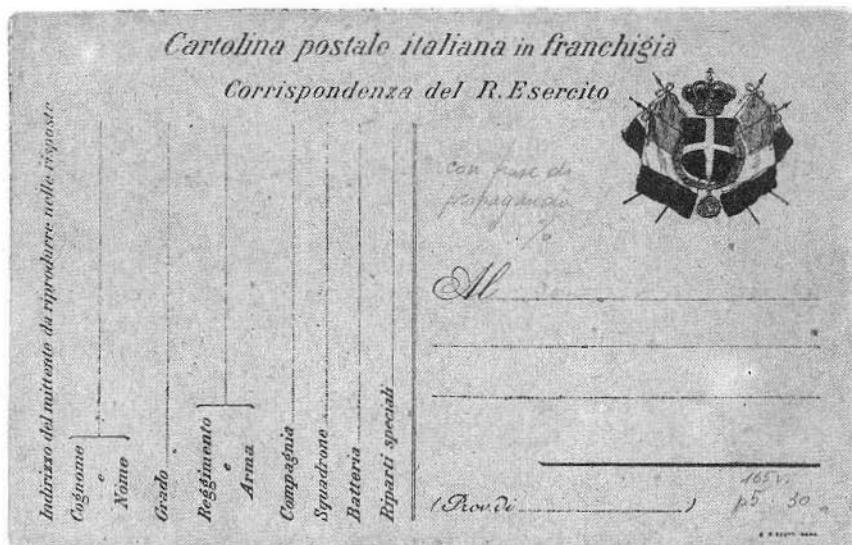 Cartolina postale italiana in franchigia
Corrispondenza del R. Esercito
Indirizzo del mittente da riprodurre nelle risposte
Cognome
e
Nome
Grado
Reggimento
e
Arma
Compagnia
Squadrone
Batteria
Riparti speciali
con frase di
propaganda
%
Al
(Prov. di )
165 v.
p5. 30